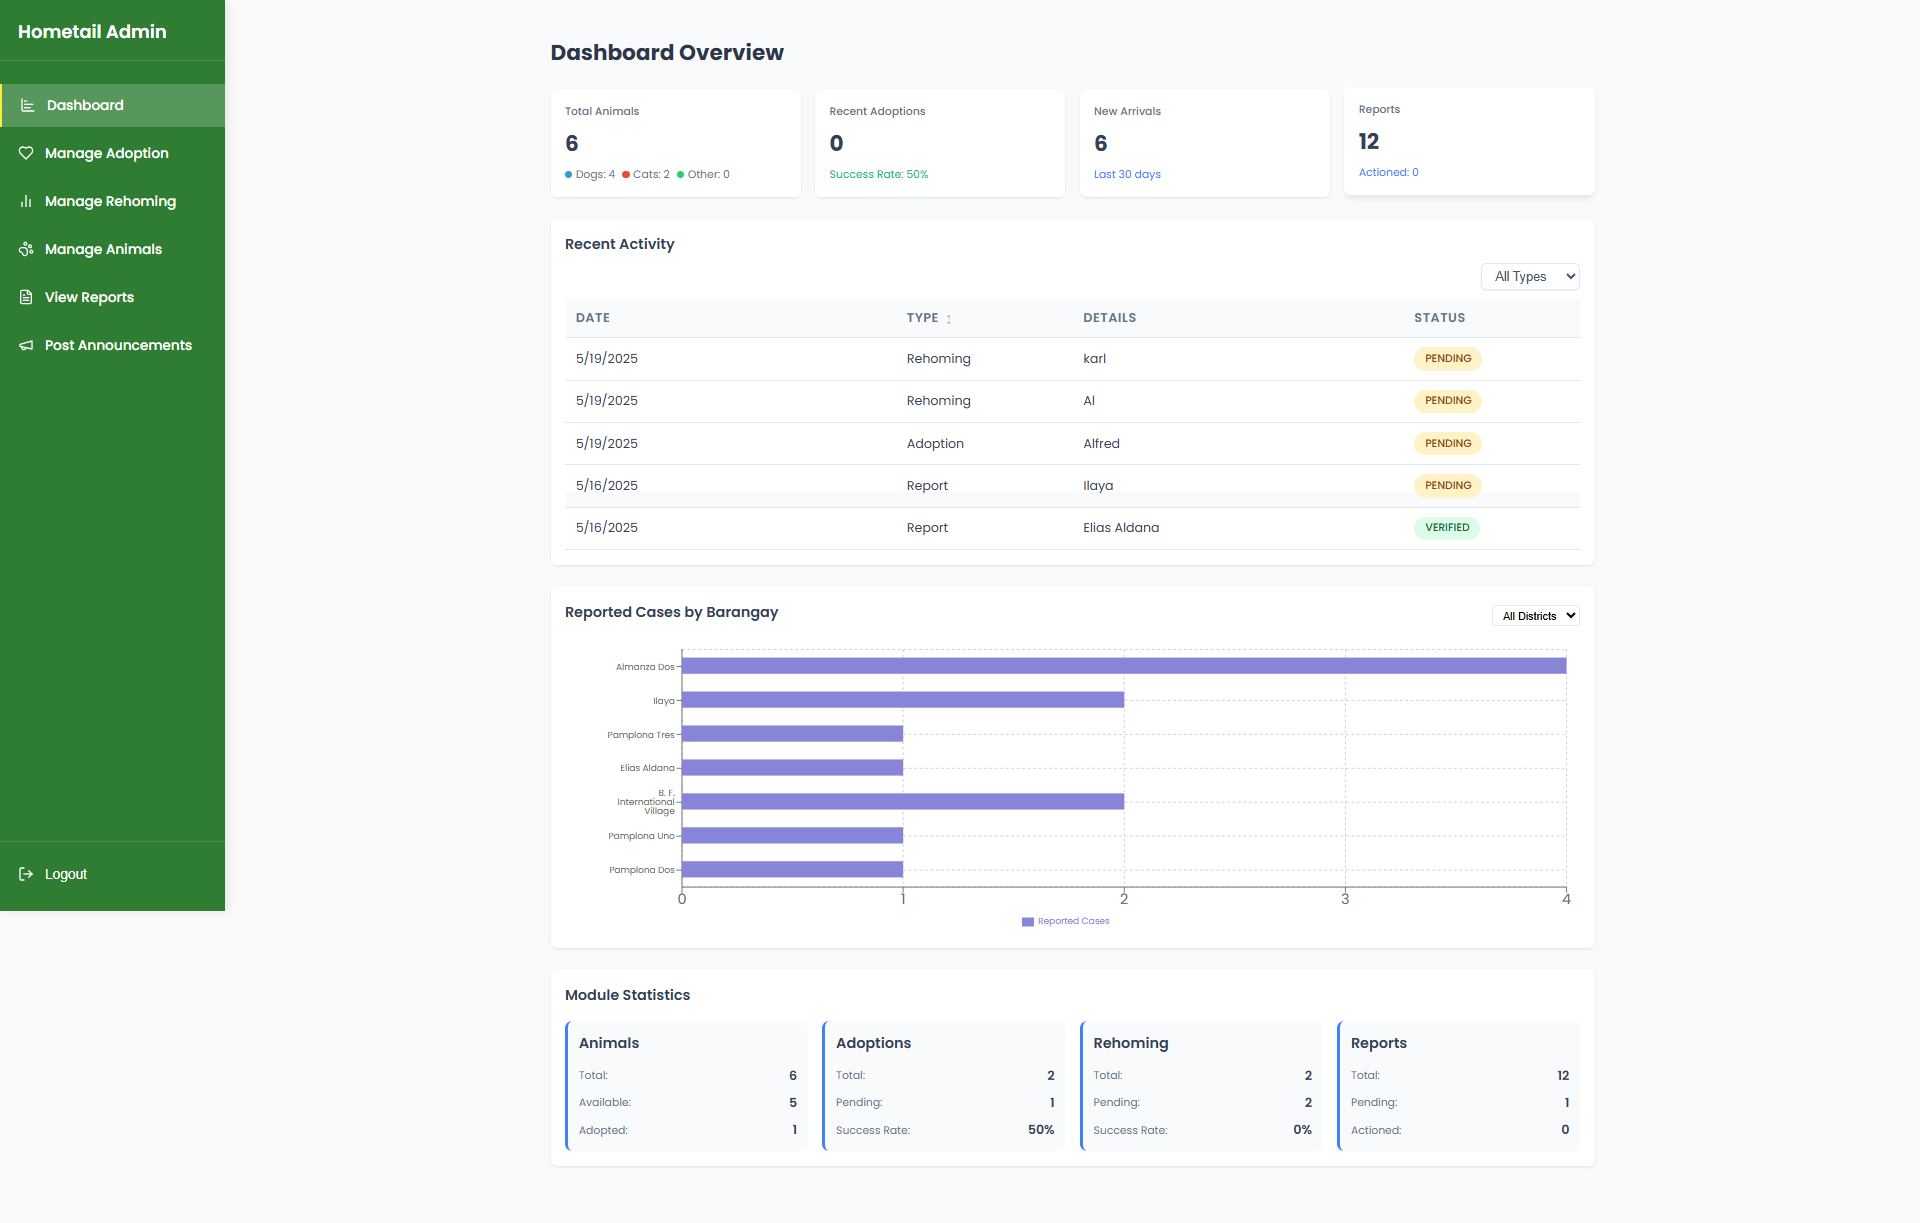 Hometail Admin
Dashboard
Manage Adoption
Manage Rehoming
Manage Animals
View Reports
Post Announcements
Logout
Dashboard Overview
Total Animals
6
Dogs: 4 Cats: 2 Other: 0
Recent Adoptions
0
Success Rate: 50%
New Arrivals
6
Last 30 days
Reports
12
Actioned: 0
Recent Activity
All Types
DATE TYPE DETAILS STATUS
5/19/2025 Rehoming karl PENDING
5/19/2025 Rehoming Al PENDING
5/19/2025 Adoption Alfred PENDING
5/16/2025 Report Ilaya PENDING
5/16/2025 Report Elias Aldana VERIFIED
Reported Cases by Barangay
All Districts
Almanza Dos
Ilaya
Pamplona Tres
Elias Aldana
B. F.
International
Village
Pamplona Uno
Pamplona Dos
0 1 2 3 4
Reported Cases
Module Statistics
Animals
Total: 6
Available: 5
Adopted: 1
Adoptions
Total: 2
Pending: 1
Success Rate: 50%
Rehoming
Total: 2
Pending: 2
Success Rate: 0%
Reports
Total: 12
Pending: 1
Actioned: 0